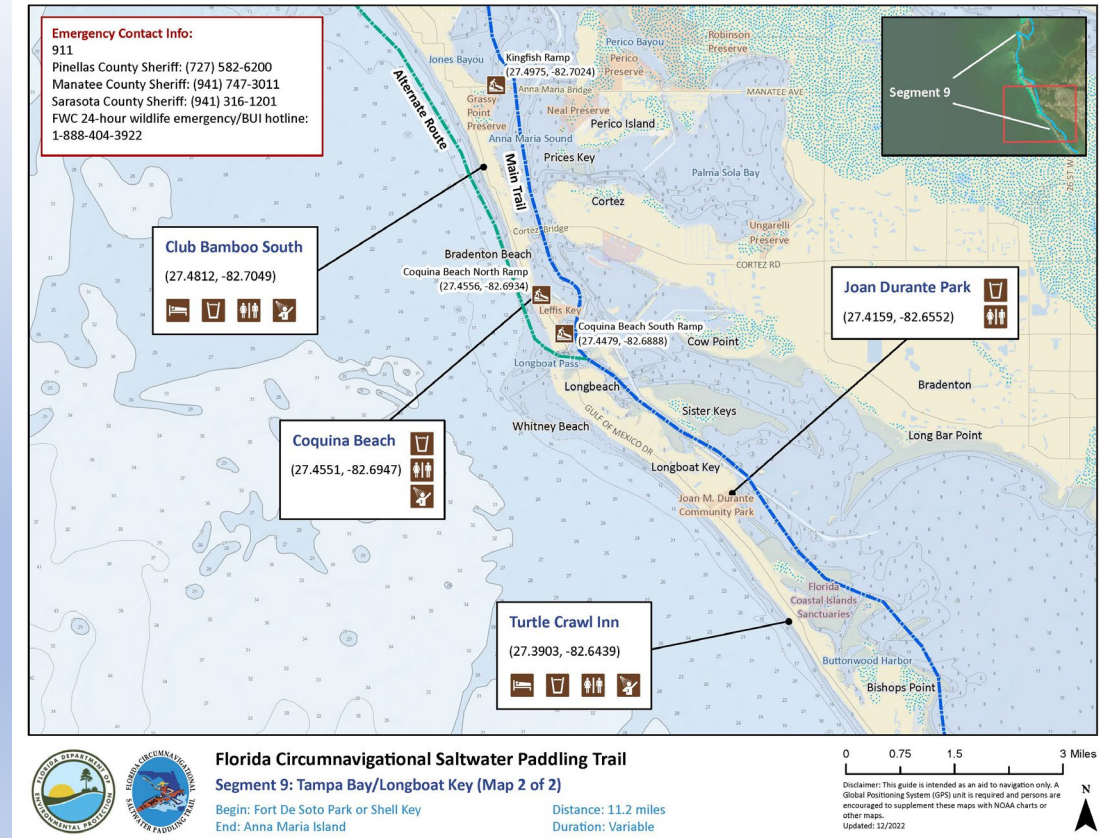 Emergency Contact Info:
911
Pinellas County Sheriff: (727) 582-6200
Manatee County Sheriff: (941) 747-3011
Sarasota County Sheriff: (941) 316-1201
FWC 24-hour wildlife emergency/BUI hotline:
1-888-404-3922
Alternate Route
Main Trail
Jones Bayou
Kingfish Ramp
(27.4975, -82.7024)
Anna Maria Bridge
Grassy
Point
Preserve
Perico Bayou
Perico
Preserve
Robinson
Preserve
Neal Preserve
MANATEE AVE
Perico Island
Anna Maria Sound
Prices Key
Palma Sola Bay
Cortez
Segment 9
26 ST W
Club Bamboo South
(27.4812, -82.7049)
Cortez Bridge
Ungarelli
Preserve
CORTEZ RD
Bradenton Beach
Coquina Beach North Ramp
(27.4556, -82.6934)
Leffis Key
Coquina Beach South Ramp
(27.4479, -82.6888)
Cow Point
Joan Durante Park
(27.4159, -82.6552)
Longboat Pass
Longbeach
Bradenton
Whitney Beach
GULF OF MEXICO DR
Sister Keys
Long Bar Point
Coquina Beach
(27.4551, -82.6947)
Longboat Key
Joan M. Durante
Community Park
Florida
Coastal Islands
Sanctuaries
Turtle Crawl Inn
(27.3903, -82.6439)
Buttonwood Harbor
Bishops Point
FLORIDA DEPARTMENT OF
ENVIRONMENTAL PROTECTION
FLORIDA CIRCUMNAVIGATIONAL
SALTWATER PADDLING TRAIL
Florida Circumnavigational Saltwater Paddling Trail
Segment 9: Tampa Bay/Longboat Key (Map 2 of 2)
Begin: Fort De Soto Park or Shell Key
End: Anna Maria Island
Distance: 11.2 miles
Duration: Variable
0 0.75 1.5 3 Miles
Disclaimer: This guide is intended as an aid to navigation only. A
Global Positioning System (GPS) unit is required and persons are
encouraged to supplement these maps with NOAA charts or
other maps.
Updated: 12/2022
N